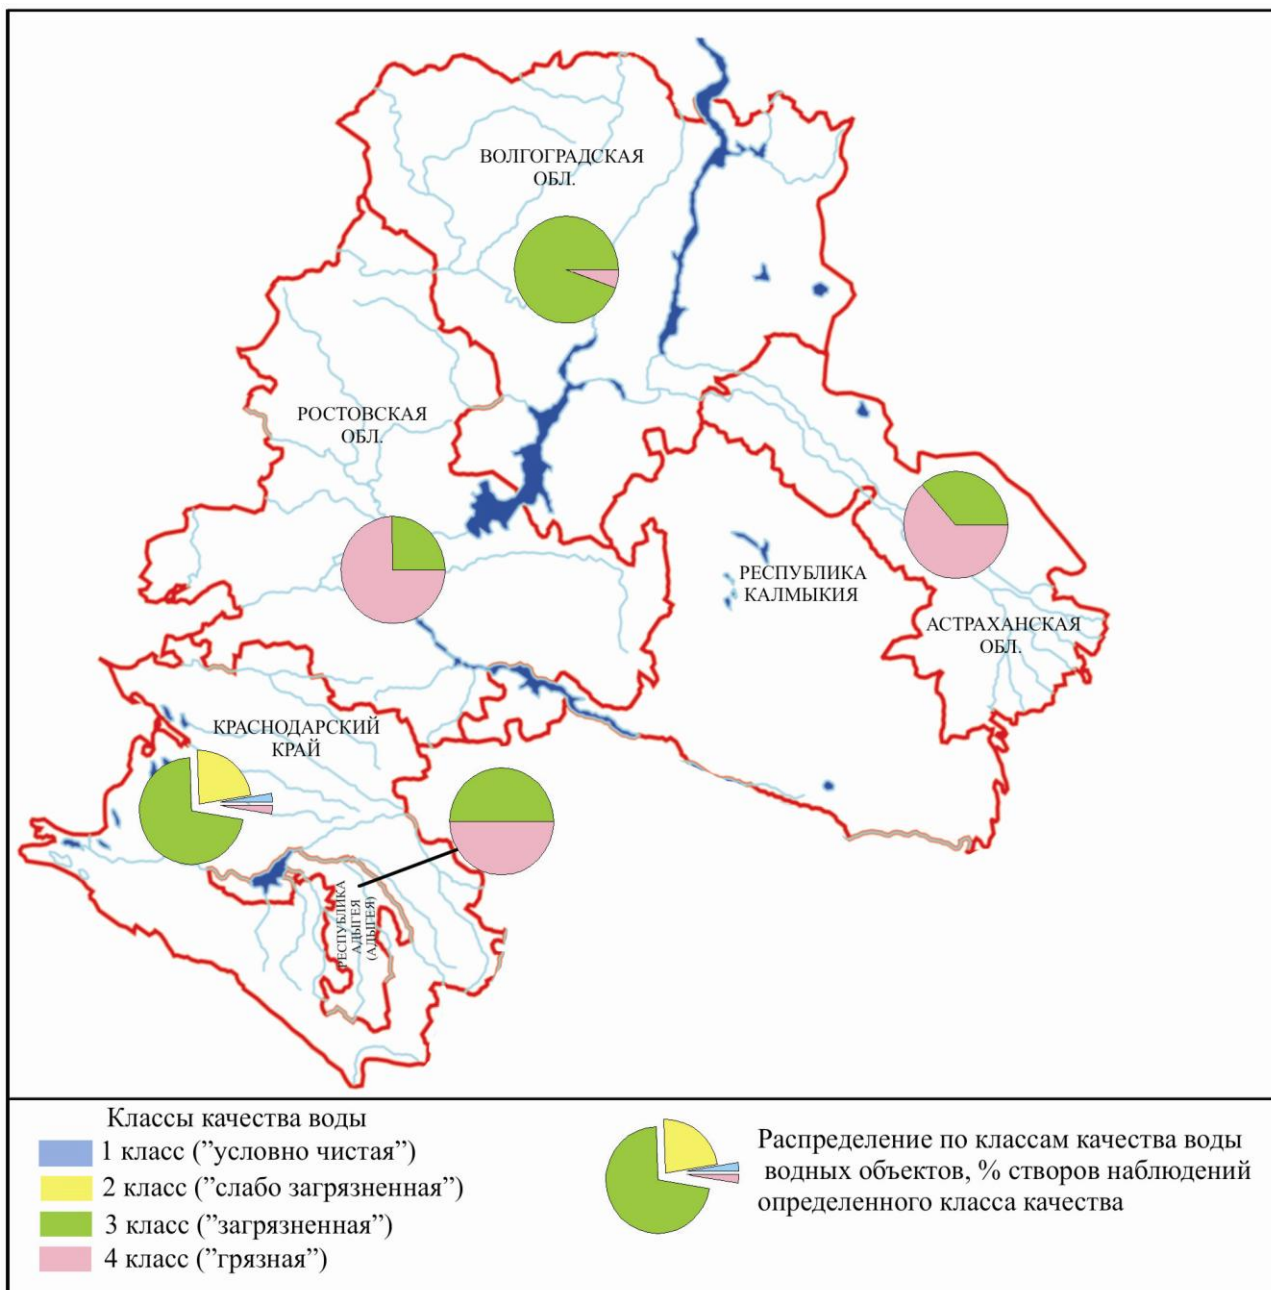 ВОЛГОГРАДСКАЯ
ОБЛ.
РОСТОВСКАЯ
ОБЛ.
РЕСПУБЛИКА
КАЛМЫКИЯ
АСТРАХАНСКАЯ
ОБЛ.
КРАСНОДАРСКИЙ
КРАЙ
РЕСПУБЛИКА
АДЫГЕЯ
(АДЫГЕЯ)
Классы качества воды
1 класс (”условно чистая”)
2 класс (”слабо загрязненная”)
3 класс (”загрязненная”)
4 класс (”грязная”)
Распределение по классам качества воды
водных объектов, % створов наблюдений
определенного класса качества